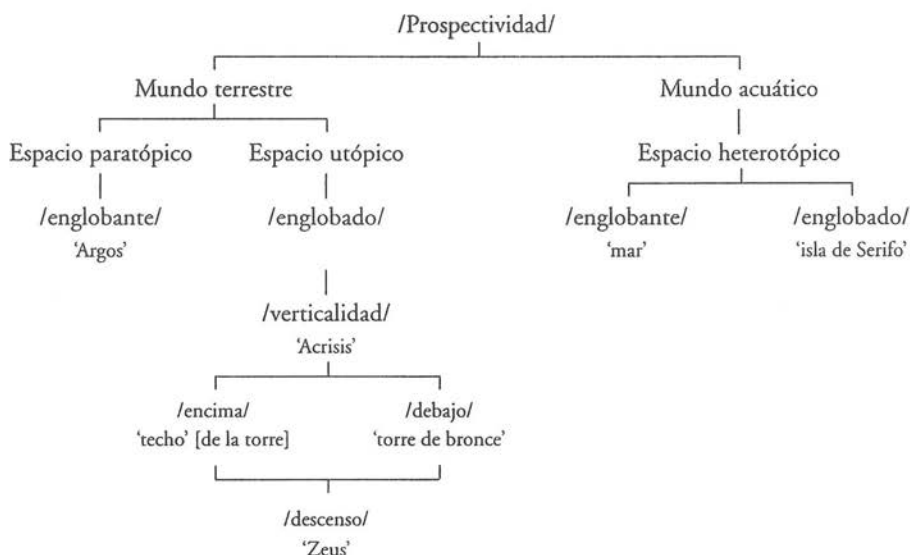 /Prospectividad/
Mundo terrestre Mundo acuático
Espacio paratópico Espacio utópico Espacio heterotópico
/englobante/ /englobado/ /englobante/ /englobado/
‘Argos’ ‘mar’ ‘isla de Serifo’
/verticalidad/
‘Acrisis’
/encima/ /debajo/
‘techo’ [de la torre] ‘torre de bronce’
/descenso/
‘Zeus’